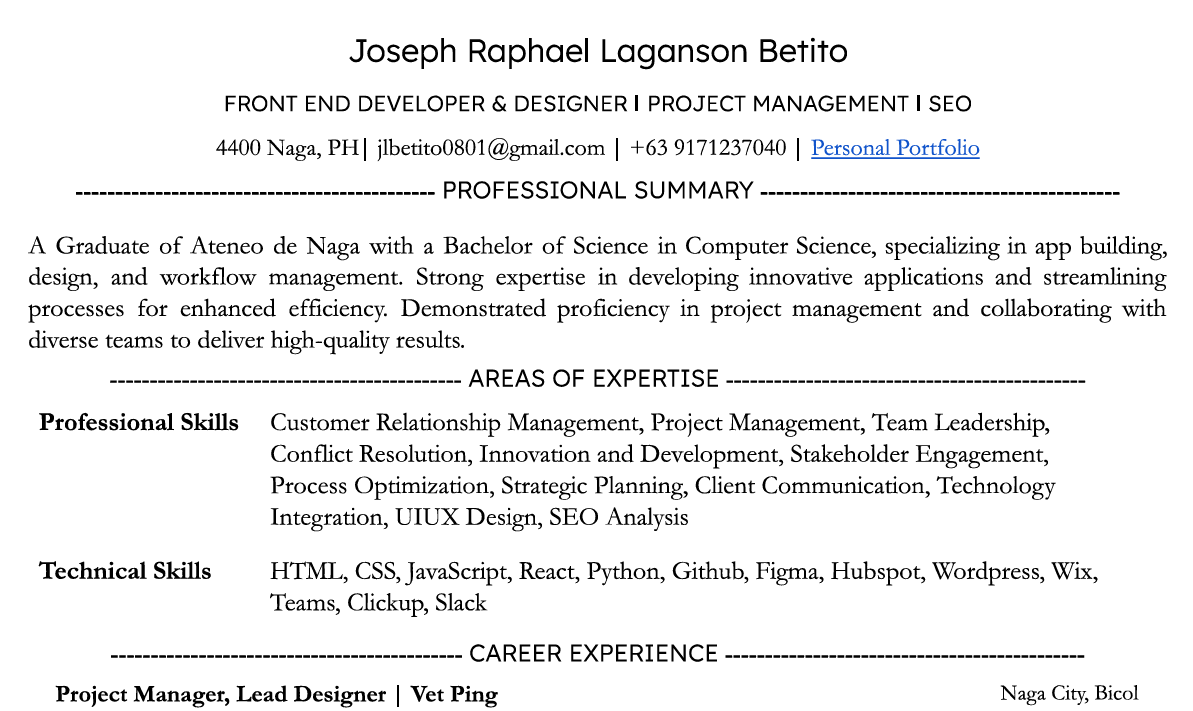 Joseph Raphael Laganson Betito
FRONT END DEVELOPER & DESIGNER | PROJECT MANAGEMENT | SEO
4400 Naga, PH| jlbetito0801@gmail.com | +63 9171237040 | Personal Portfolio
--------------------------------------------- PROFESSIONAL SUMMARY ---------------------------------------------
A Graduate of Ateneo de Naga with a Bachelor of Science in Computer Science, specializing in app building,
design, and workflow management. Strong expertise in developing innovative applications and streamlining
processes for enhanced efficiency. Demonstrated proficiency in project management and collaborating with
diverse teams to deliver high-quality results.
-------------------------------------------- AREAS OF EXPERTISE ---------------------------------------------
Professional Skills Customer Relationship Management, Project Management, Team Leadership,
Conflict Resolution, Innovation and Development, Stakeholder Engagement,
Process Optimization, Strategic Planning, Client Communication, Technology
Integration, UIUX Design, SEO Analysis
Technical Skills HTML, CSS, JavaScript, React, Python, Github, Figma, Hubspot, Wordpress, Wix,
Teams, Clickup, Slack
-------------------------------------------- CAREER EXPERIENCE ---------------------------------------------
Project Manager, Lead Designer | Vet Ping Naga City, Bicol